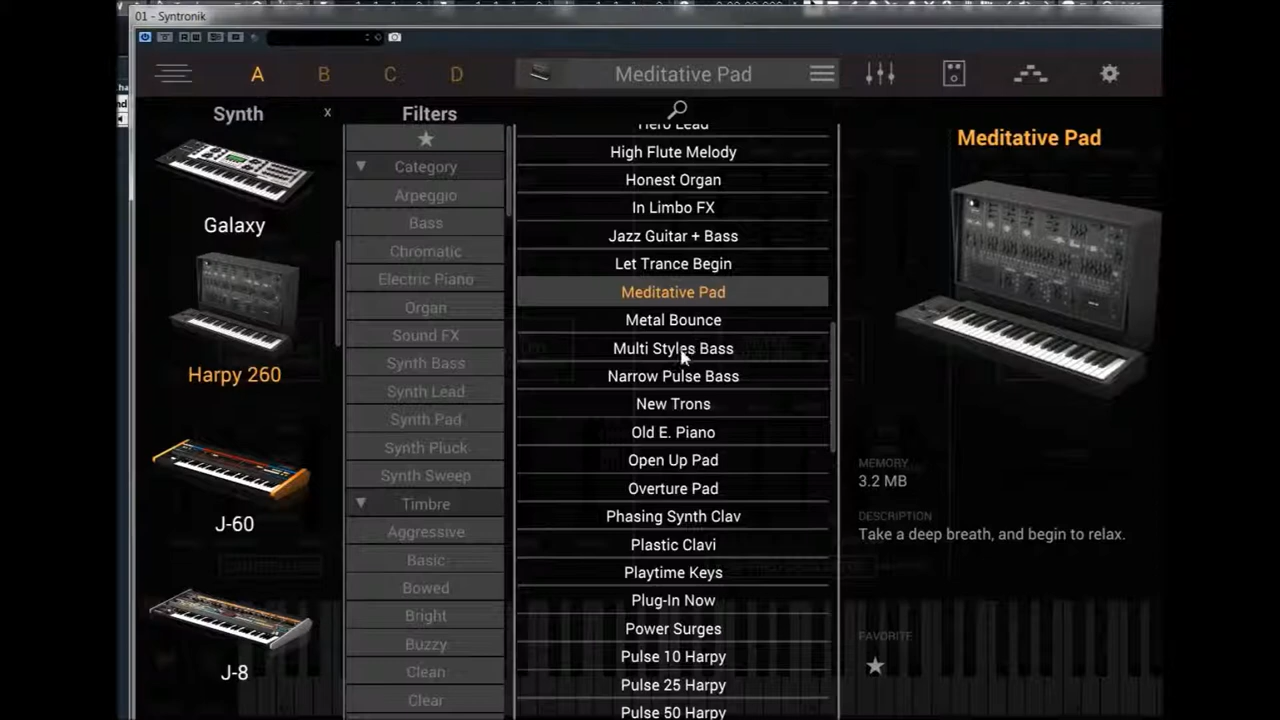 01 - Syntronik
A
B
C
D
Meditative Pad
Synth
x
Galaxy
Harpy 260
J-60
J-8
Filters
Category
Arpeggio
Bass
Chromatic
Electric Piano
Organ
Sound FX
Synth Bass
Synth Lead
Synth Pad
Synth Pluck
Synth Sweep
Timbre
Aggressive
Basic
Bowed
Bright
Buzzy
Clean
Clear
Hero Lead
High Flute Melody
Honest Organ
In Limbo FX
Jazz Guitar + Bass
Let Trance Begin
Meditative Pad
Metal Bounce
Multi Styles Bass
Narrow Pulse Bass
New Trons
Old E. Piano
Open Up Pad
Overture Pad
Phasing Synth Clav
Plastic Clavi
Playtime Keys
Plug-In Now
Power Surges
Pulse 10 Harpy
Pulse 25 Harpy
Pulse 50 Harpy
Meditative Pad
MEMORY
3.2 MB
DESCRIPTION
Take a deep breath, and begin to relax.
FAVORITE